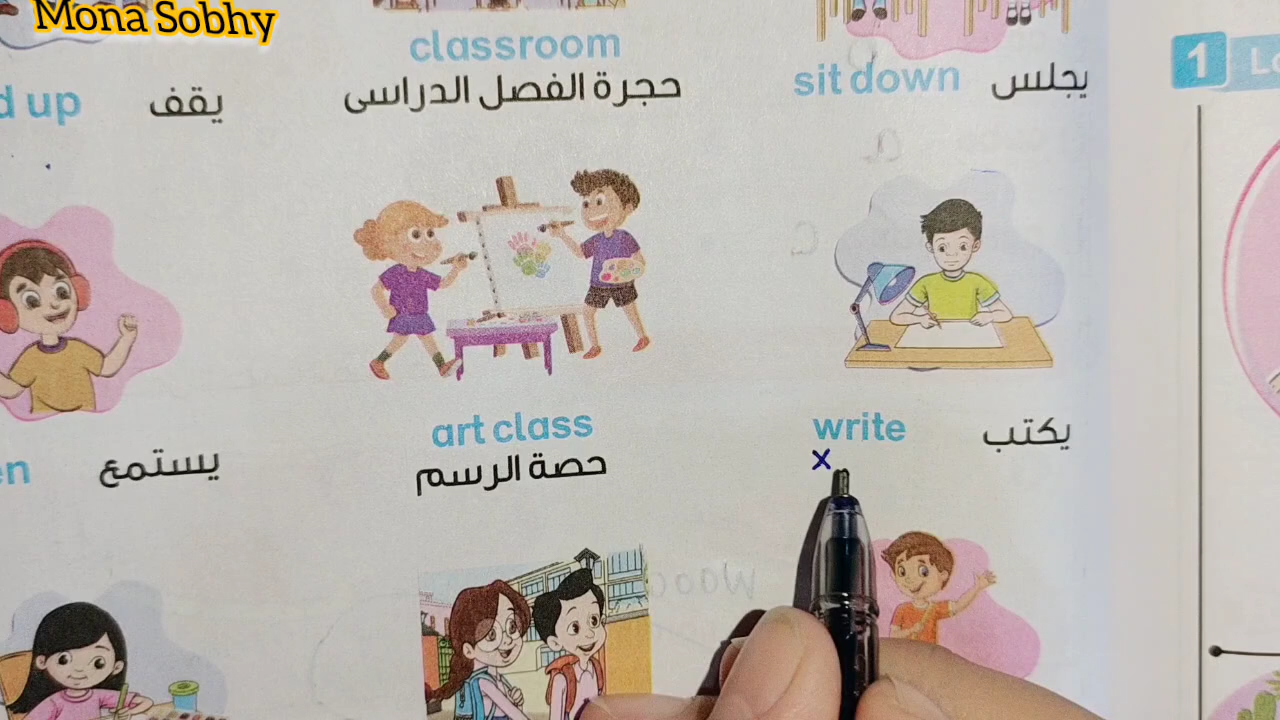 Mona Sobhy
classroom
حجرة الفصل الدراسى
sit down يجلس
1
up يقف
art class
حصة الرسم
write يكتب
x
يستمع